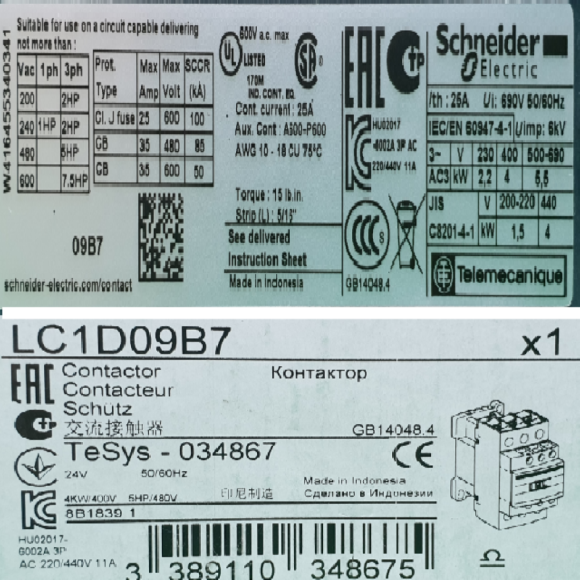 W41645534034​1
Suitable for use on a circuit capable delivering
not more than :
Vac 1ph 3ph
200 2HP
240 1HP 2HP
480 5HP
600 7.5HP
Prot. Type Max Amp Max Volt SCCR (kA)
Cl. J fuse 25 600 100
CB 35 480 85
CB 35 600 50
09B7
schneider-electric.com/contact
600V a.c. max
UL LISTED
170M
IND. CONT. EQ.
SA
Cont. current : 25A
Aux. Cont : A600-P600
AWG 10 - 18 CU 75°C
Torque : 15 lb.in.
Strip (L) : 5/16"
See delivered
Instruction Sheet
Made in Indonesia
EAC
HU02017
-6002A 3P AC
220/440V 11A
CCC
GB14048.4
Schneider
Electric
Ith : 25A Ui: 690V 50/60Hz
IEC/EN 60947-4-1 Uimp: 6kV
3~ V 230 400 500-690
AC3 kW 2,2 4 5,5
JIS V 200-220 440
C8201-4-1 kW 1,5 4
Telemecanique
LC1D09B7 x1
EAC
Contactor Контактор
Contacteur
Schütz
交流接触器 GB14048.4
TeSys - 034867 CE
24V 50/60Hz
Made in Indonesia
4KW/400V 5HP/480V 印尼制造 Сделано в Индонезии
8B1839 1
HU02017-
6002A 3P
AC 220/440V 11A
3 389110 348675